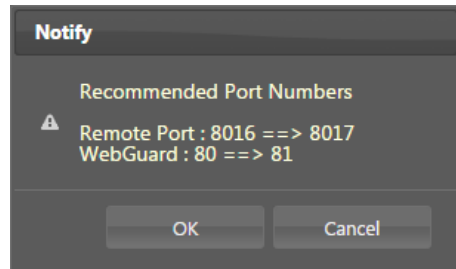 Notify
Recommended Port Numbers
Remote Port : 8016 ==> 8017
WebGuard : 80 ==> 81
OK
Cancel